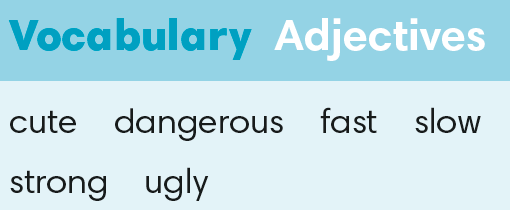 Vocabulary Adjectives
cute dangerous fast slow
strong ugly